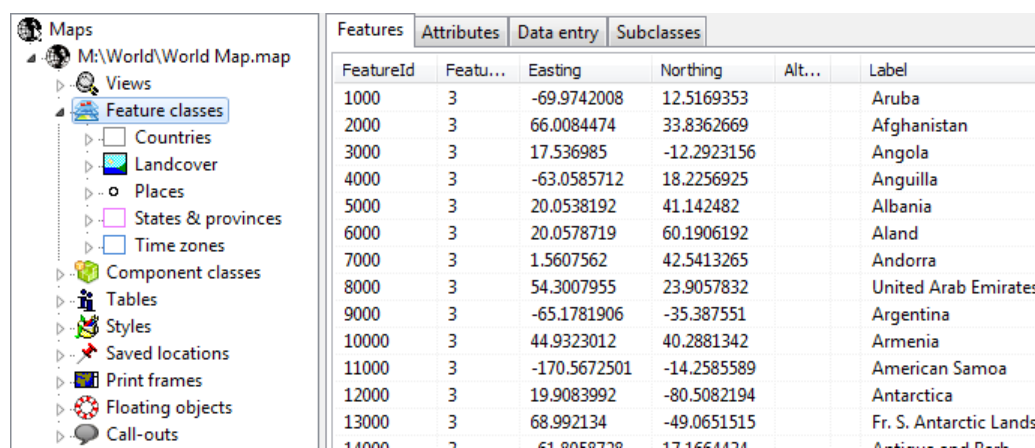 Maps
M:\World\World Map.map
Views
Feature classes
Countries
Landcover
Places
States & provinces
Time zones
Component classes
Tables
Styles
Saved locations
Print frames
Floating objects
Call-outs
Features Attributes Data entry Subclasses
FeatureId Featu... Easting Northing Alt... Label
1000 3 -69.9742008 12.5169353 Aruba
2000 3 66.0084474 33.8362669 Afghanistan
3000 3 17.536985 -12.2923156 Angola
4000 3 -63.0585712 18.2256925 Anguilla
5000 3 20.0538192 41.142482 Albania
6000 3 20.0578719 60.1906192 Aland
7000 3 1.5607562 42.5413265 Andorra
8000 3 54.3007955 23.9057832 United Arab Emirates
9000 3 -65.1781906 -35.387551 Argentina
10000 3 44.9323012 40.2881342 Armenia
11000 3 -170.5672501 -14.2585589 American Samoa
12000 3 19.9083992 -80.5082194 Antarctica
13000 3 68.992134 -49.0651515 Fr. S. Antarctic Lands
14000 3 -61.8058728 17.1664434